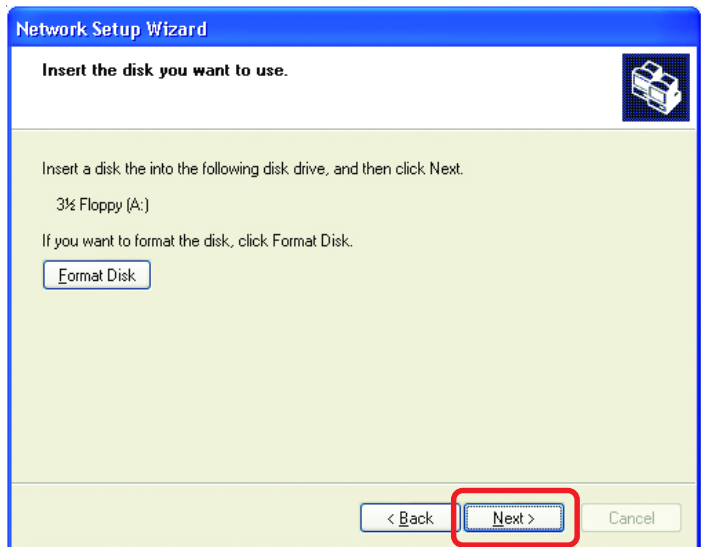 Network Setup Wizard
Insert the disk you want to use.
Insert a disk the into the following disk drive, and then click Next.
3½ Floppy (A:)
If you want to format the disk, click Format Disk.
Format Disk
< Back Next > Cancel